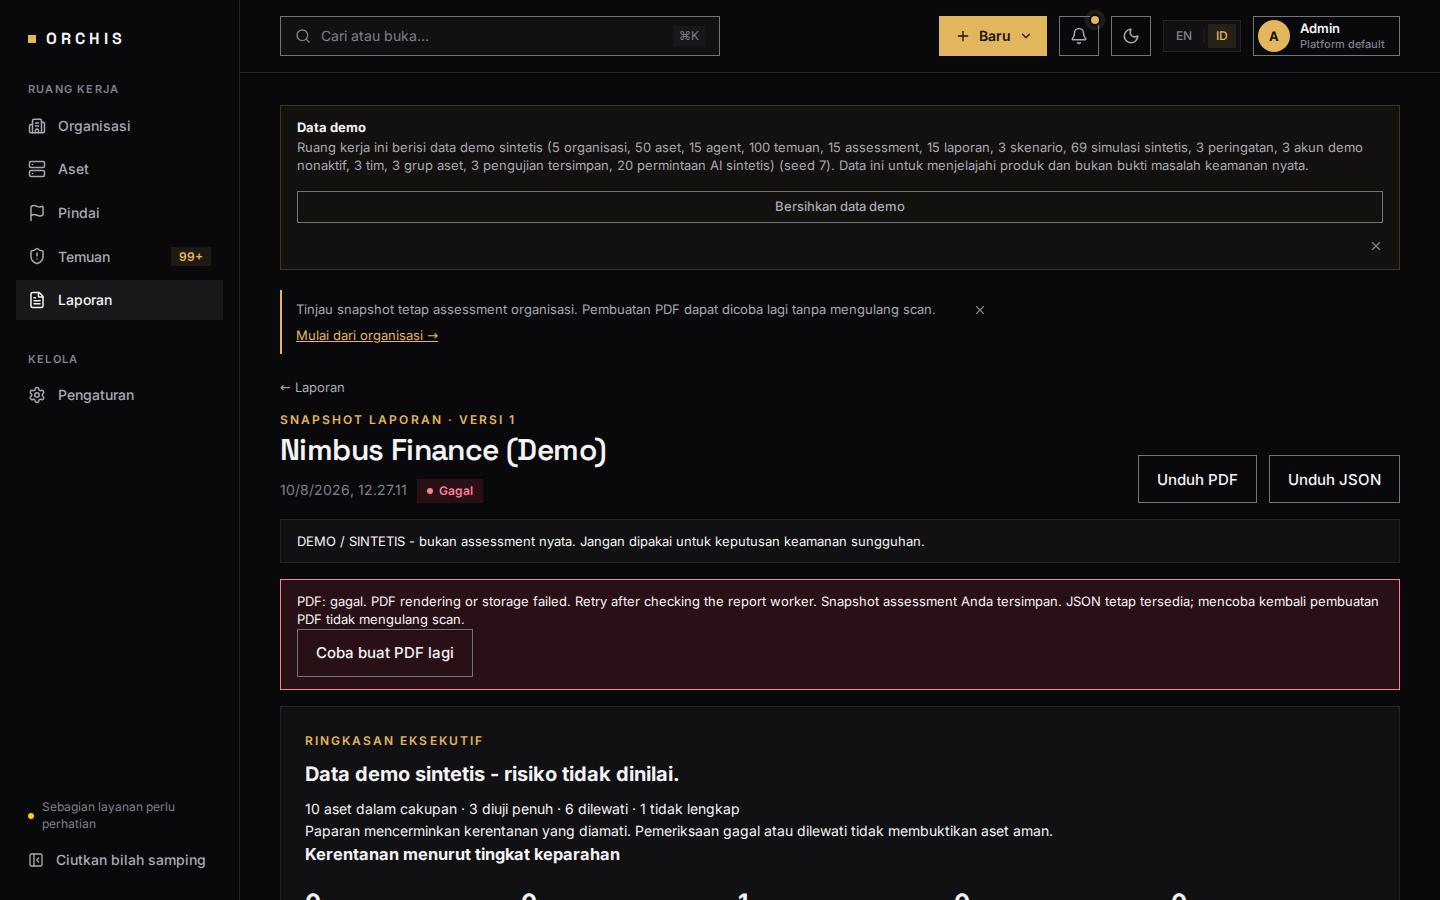 ORCHIS
Cari atau buka...
⌘K
Baru
EN
ID
A
Admin
Platform default
RUANG KERJA
Organisasi
Aset
Pindai
Temuan
99+
Laporan
KELOLA
Pengaturan
Sebagian layanan perlu
perhatian
Ciutkan bilah samping
Data demo
Ruang kerja ini berisi data demo sintetis (5 organisasi, 50 aset, 15 agent, 100 temuan, 15 assessment, 15 laporan, 3 skenario, 69 simulasi sintetis, 3 peringatan, 3 akun demo
nonaktif, 3 tim, 3 grup aset, 3 pengujian tersimpan, 20 permintaan AI sintetis) (seed 7). Data ini untuk menjelajahi produk dan bukan bukti masalah keamanan nyata.
Bersihkan data demo
Tinjau snapshot tetap assessment organisasi. Pembuatan PDF dapat dicoba lagi tanpa mengulang scan.
Mulai dari organisasi →
← Laporan
SNAPSHOT LAPORAN · VERSI 1
Nimbus Finance (Demo)
10/8/2026, 12.27.11
Gagal
Unduh PDF
Unduh JSON
DEMO / SINTETIS - bukan assessment nyata. Jangan dipakai untuk keputusan keamanan sungguhan.
PDF: gagal. PDF rendering or storage failed. Retry after checking the report worker. Snapshot assessment Anda tersimpan. JSON tetap tersedia; mencoba kembali pembuatan
PDF tidak mengulang scan.
Coba buat PDF lagi
RINGKASAN EKSEKUTIF
Data demo sintetis - risiko tidak dinilai.
10 aset dalam cakupan · 3 diuji penuh · 6 dilewati · 1 tidak lengkap
Paparan mencerminkan kerentanan yang diamati. Pemeriksaan gagal atau dilewati tidak membuktikan aset aman.
Kerentanan menurut tingkat keparahan